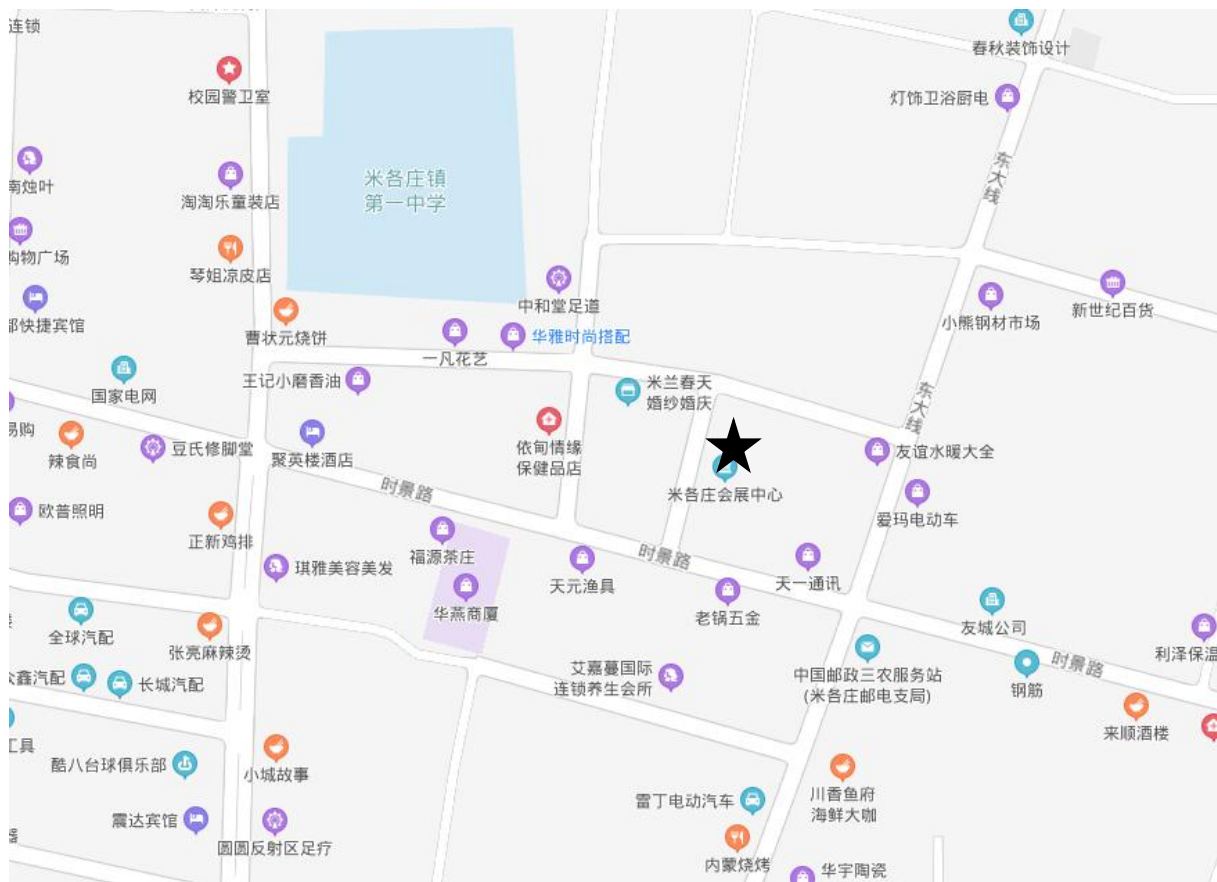 连锁
春秋装饰设计
校园警卫室
灯饰卫浴厨电
东大线
南烛叶
淘淘乐童装店
米各庄镇
第一中学
购物广场
琴姐凉皮店
中和堂足道
新世纪百货
小熊钢材市场
快捷宾馆
曹状元烧饼
华雅时尚搭配
一凡花艺
国家电网
王记小磨香油
米兰春天
婚纱婚庆
东大线
易购
辣食尚
豆氏修脚堂
聚英楼酒店
依甸情缘
保健品店
友谊水暖大全
时景路
米各庄会展中心
欧普照明
爱玛电动车
正新鸡排
福源茶庄
时景路
琪雅美容美发
天元渔具
天一通讯
华燕商厦
老锅五金
全球汽配
友城公司
张亮麻辣烫
利泽保温
时景路
艾嘉蔓国际
连锁养生会所
中国邮政三农服务站
(米各庄邮电支局)
众鑫汽配
长城汽配
钢筋
来顺酒楼
工具
酷八台球俱乐部
小城故事
雷丁电动汽车
川香鱼府
海鲜大咖
震达宾馆
圆圆反射区足疗
内蒙烧烤
华宇陶瓷